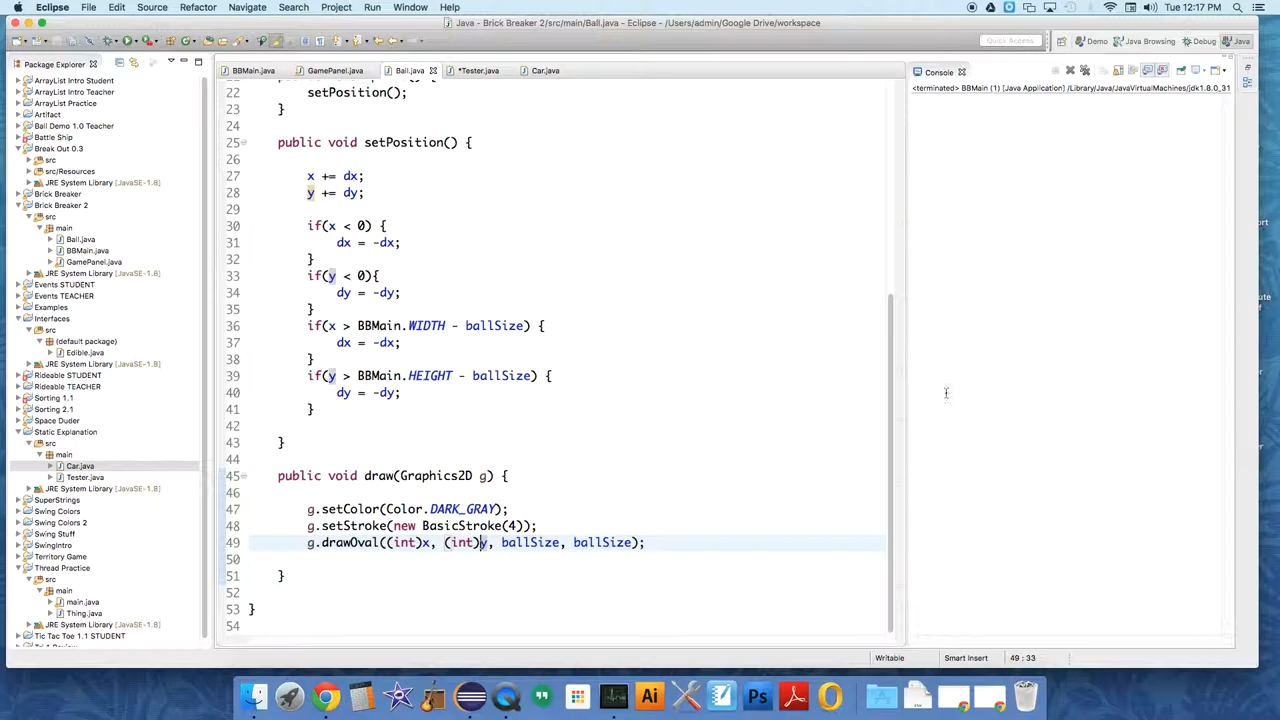 Eclipse File Edit Source Refactor Navigate Search Project Run Window Help
Tue 12:17 PM
Java - Brick Breaker 2/src/main/Ball.java - Eclipse - /Users/admin/Google Drive/workspace
Quick Access Demo Java Browsing Debug Java
Package Explorer
ArrayList Intro Student
ArrayList Intro Teacher
ArrayList Practice
Artifact
Ball Demo 1.0 Teacher
Battle Ship
Break Out 0.3
src
src/Resources
JRE System Library [JavaSE-1.8]
Brick Breaker
Brick Breaker 2
src
main
Ball.java
BBMain.java
GamePanel.java
JRE System Library [JavaSE-1.8]
Events STUDENT
Events TEACHER
Examples
Interfaces
src
(default package)
Edible.java
JRE System Library [JavaSE-1.8]
Rideable STUDENT
Rideable TEACHER
Sorting 1.1
Sorting 2.1
Space Duder
Static Explanation
src
main
Car.java
Tester.java
JRE System Library [JavaSE-1.8]
SuperStrings
Swing Colors
Swing Colors 2
Swing Stuff
SwingIntro
Territory Game
Thread Practice
src
main
main.java
Thing.java
JRE System Library [JavaSE-1.8]
Tic Tac Toe 1.1 STUDENT
BBMain.java GamePanel.java Ball.java *Tester.java Car.java
22 setPosition();
23 }
24
25 public void setPosition() {
26
27 x += dx;
28 y += dy;
29
30 if(x < 0) {
31 dx = -dx;
32 }
33 if(y < 0){
34 dy = -dy;
35 }
36 if(x > BBMain.WIDTH - ballSize) {
37 dx = -dx;
38 }
39 if(y > BBMain.HEIGHT - ballSize) {
40 dy = -dy;
41 }
42
43 }
44
45 public void draw(Graphics2D g) {
46
47 g.setColor(Color.DARK_GRAY);
48 g.setStroke(new BasicStroke(4));
49 g.drawOval((int)x, (int)y, ballSize, ballSize);
50
51 }
52
53 }
54
Console
<terminated> BBMain (1) [Java Application] /Library/Java/JavaVirtualMachines/jdk1.8.0_31
Writable Smart Insert 49 : 33
Ai Ps